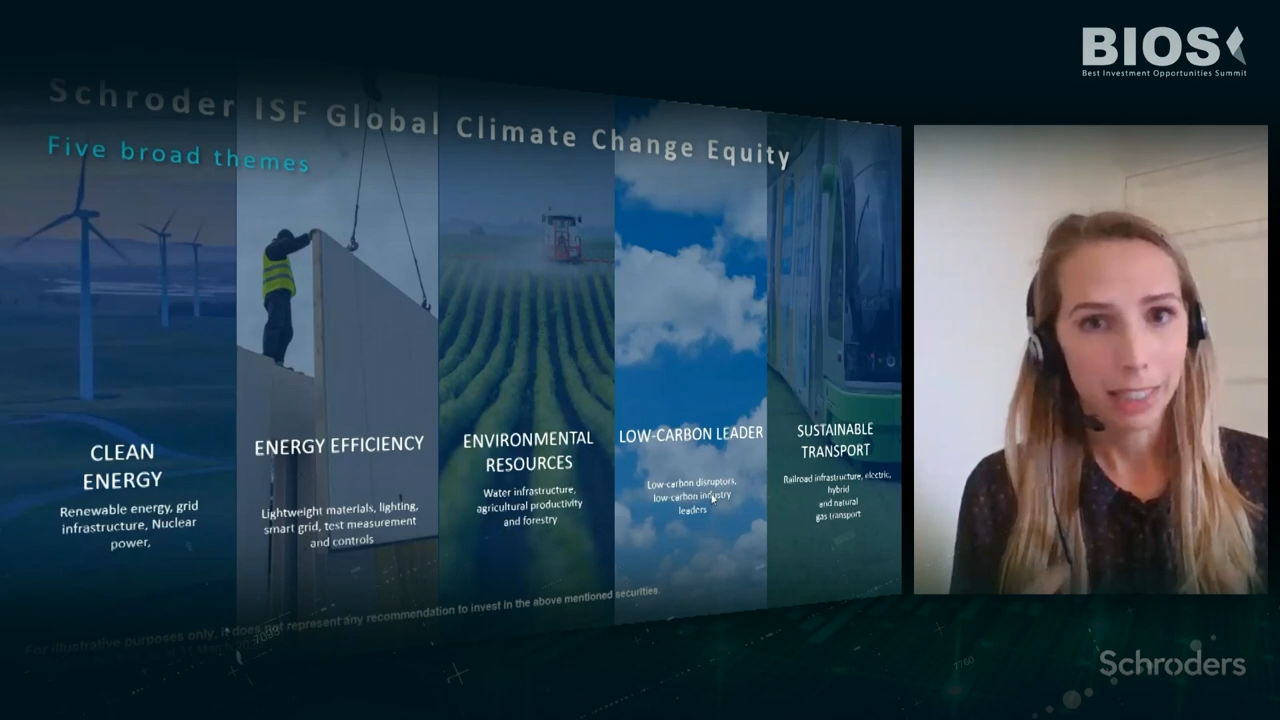 BIOS
Best Investment Opportunities Summit
Schroder ISF Global Climate Change Equity
Five broad themes
CLEAN
ENERGY
Renewable energy, grid
infrastructure, Nuclear
power,
ENERGY EFFICIENCY
Lightweight materials, lighting,
smart grid, test measurement
and controls
ENVIRONMENTAL
RESOURCES
Water infrastructure,
agricultural productivity
and forestry
LOW-CARBON LEADER
Low-carbon disruptors,
low-carbon industry
leaders
SUSTAINABLE
TRANSPORT
Railroad infrastructure, electric,
hybrid
and natural
gas transport
For illustrative purposes only, it does not represent any recommendation to invest in the above mentioned securities.
7093
7760
Schroders